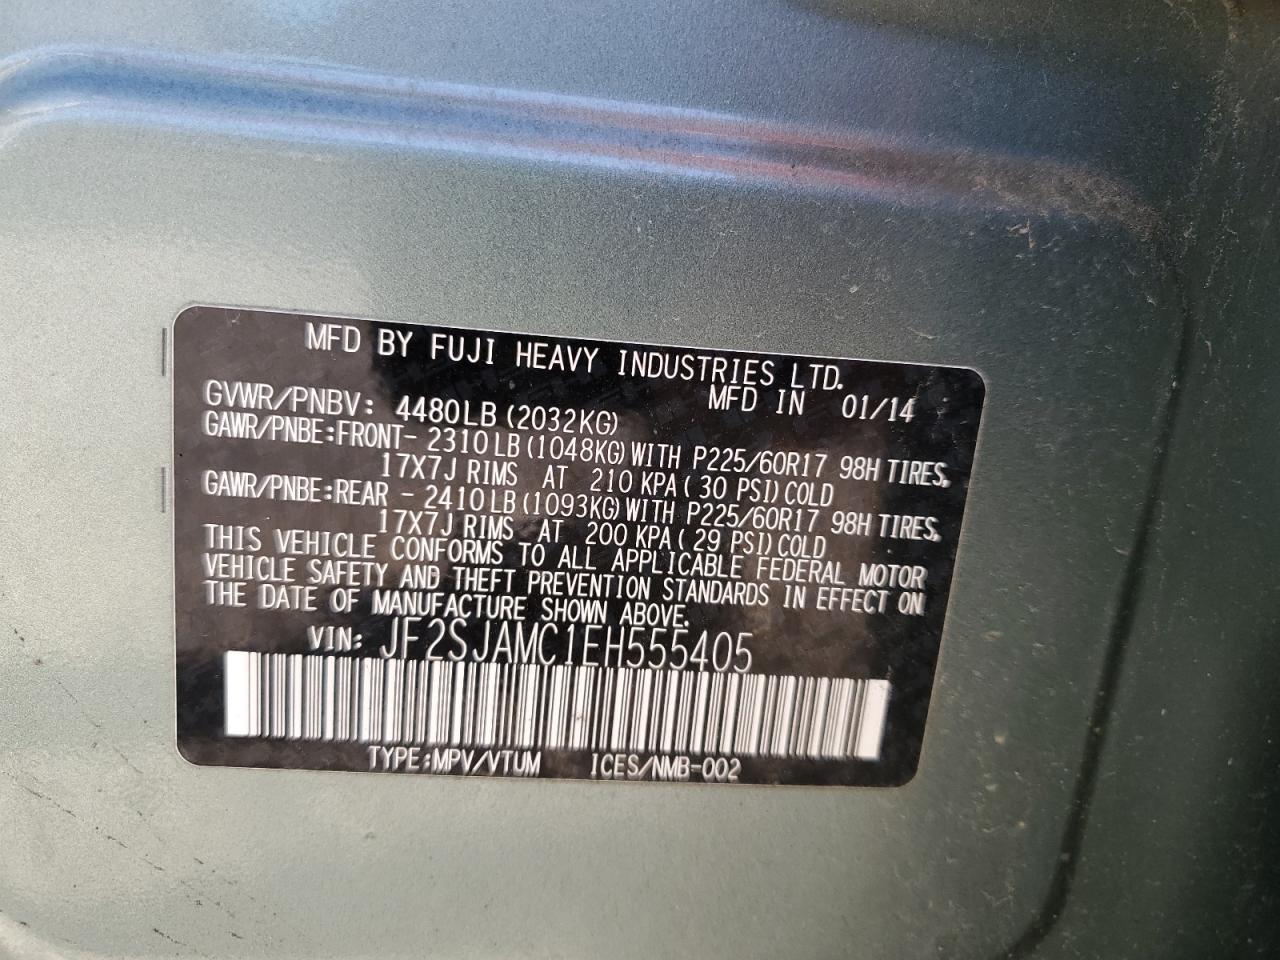 MFD BY FUJI HEAVY INDUSTRIES LTD.
MFD IN 01/14
GVWR/PNBV: 4480LB (2032KG)
GAWR/PNBE:FRONT- 2310LB (1048KG) WITH P225/60R17 98H TIRES,
17X7J RIMS AT 210 KPA ( 30 PSI) COLD
GAWR/PNBE:REAR - 2410LB (1093KG) WITH P225/60R17 98H TIRES,
17X7J RIMS AT 200 KPA ( 29 PSI) COLD
THIS VEHICLE CONFORMS TO ALL APPLICABLE FEDERAL MOTOR
VEHICLE SAFETY AND THEFT PREVENTION STANDARDS IN EFFECT ON
THE DATE OF MANUFACTURE SHOWN ABOVE.
VIN: JF2SJAMC1EH555405
TYPE:MPV/VTUM ICES/NMB-002